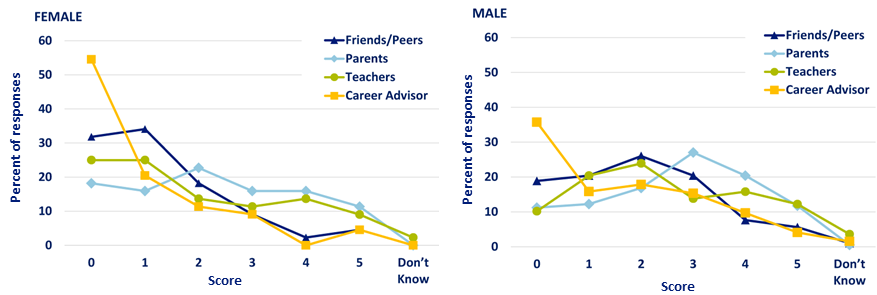 FEMALE
Percent of responses
60
50
40
30
20
10
0
Friends/Peers
Parents
Teachers
Career Advisor
0 1 2 3 4 5 Don't
Know
Score
MALE
Percent of responses
60
50
40
30
20
10
0
Friends/Peers
Parents
Teachers
Career Advisor
0 1 2 3 4 5 Don't
Know
Score